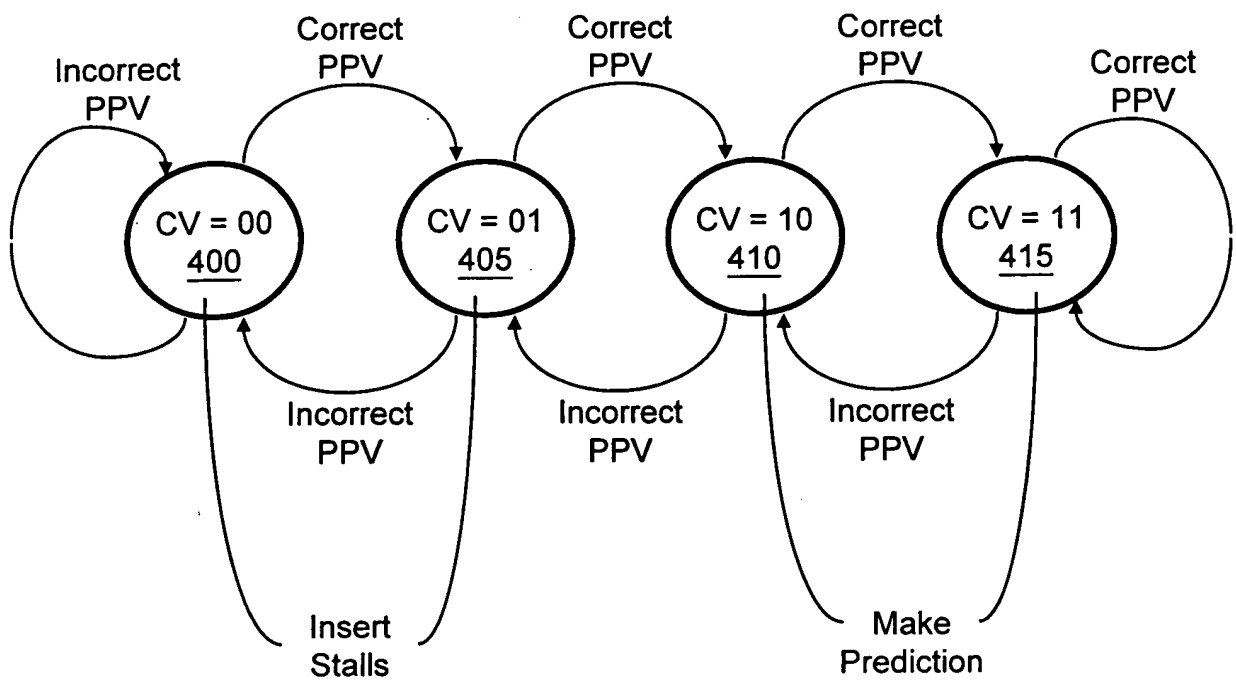 Correct
PPV
Correct
PPV
Correct
PPV
Incorrect
PPV
Correct
PPV
CV = 00
400
CV = 01
405
CV = 10
410
CV = 11
415
Incorrect
PPV
Incorrect
PPV
Incorrect
PPV
Insert
Stalls
Make
Prediction